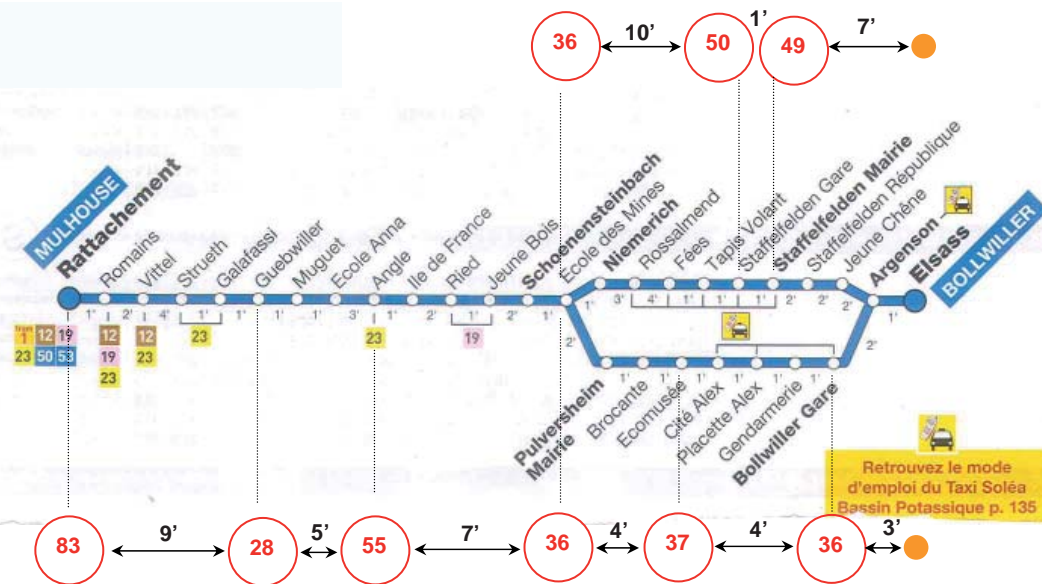 36
10’
50
1’
49
7’
MULHOUSE
Rattachement
Romains
Vittel
Strueth
Galafassi
Guebwiller
Muguet
Ecole Anna
Angle
Ile de France
Ried
Jeune Bois
Schoenensteinbach
Ecole des Mines
Niemerich
Rossalmend
Fées
Tapis Volant
Staffelfelden Gare
Staffelfelden Mairie
Staffelfelden République
Jeune Chêne
Argenson
Elsass
BOLLWILLER
1’ 2’ 4’ 1’ 1’ 1’ 1’ 3’ 1’ 2’ 1’ 2’ 1’ 1’ 3’ 4’ 1’ 1’ 1’ 2’ 2’ 2’ 1’
tram
1 12 19
23 50 53
12
19
23
12
23
23
23
19
2’ 1’ 1’ 1’ 1’ 1’ 1’ 2’
Pulversheim
Mairie
Brocante
Ecomusée
Cité Alex
Placette Alex
Gendarmerie
Bollwiller Gare
Retrouvez le mode
d'emploi du Taxi Soléa
Bassin Potassique p. 135
83
9’
28
5’
55
7’
36
4’
37
4’
36
3’